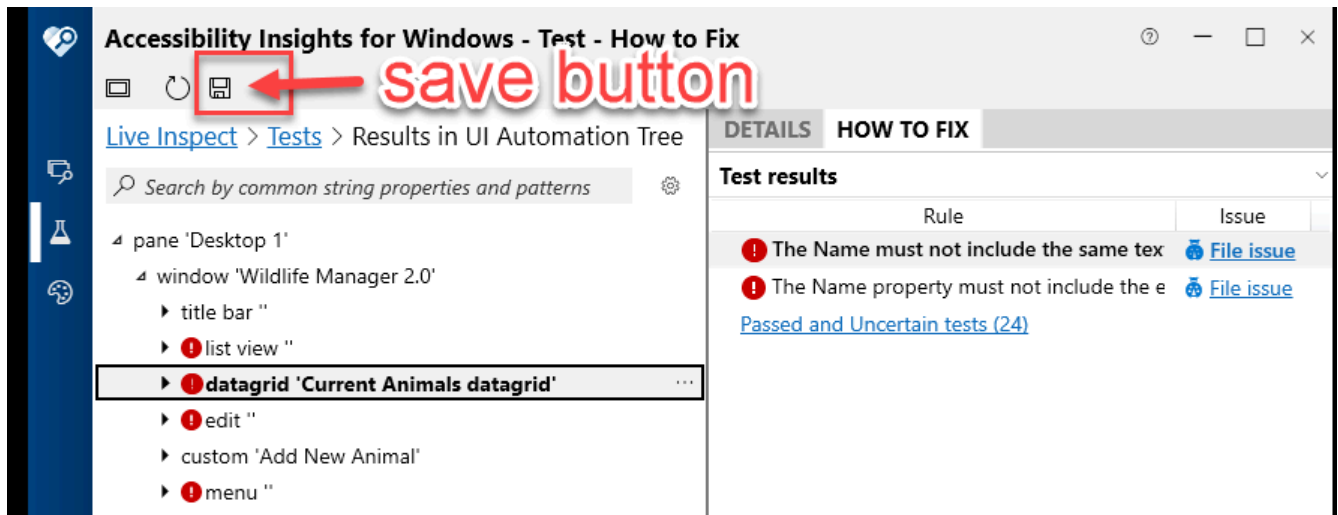 Accessibility Insights for Windows - Test - How to Fix
save button
Live Inspect > Tests > Results in UI Automation Tree
Search by common string properties and patterns
pane 'Desktop 1'
window 'Wildlife Manager 2.0'
title bar ''
list view ''
datagrid 'Current Animals datagrid'
edit ''
custom 'Add New Animal'
menu ''
DETAILS HOW TO FIX
Test results
Rule Issue
The Name must not include the same tex File issue
The Name property must not include the e File issue
Passed and Uncertain tests (24)